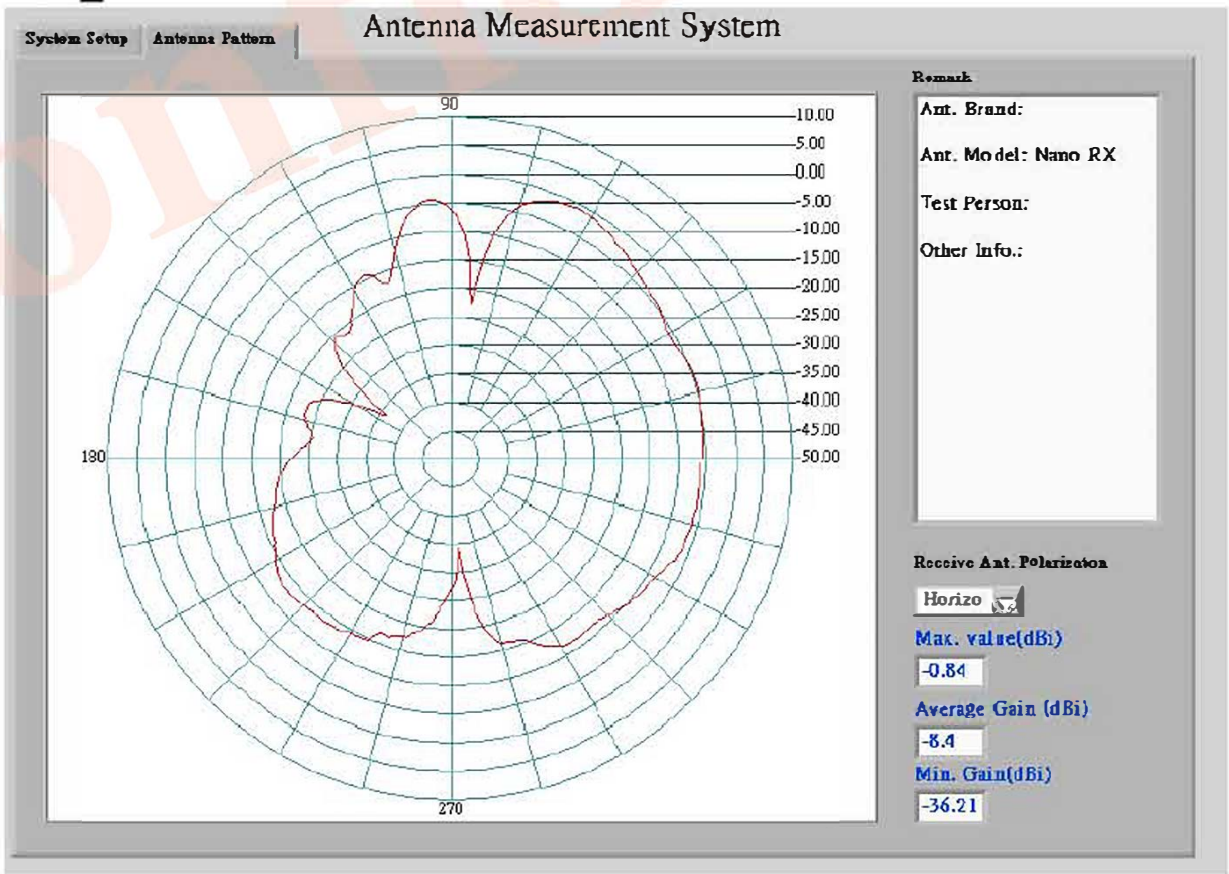 Antenna Measurement System
System Setup
Antenna Pattern
90
10.00
5.00
0.00
-5.00
-10.00
-15.00
-20.00
-25.00
-30.00
-35.00
-40.00
-45.00
-50.00
180
270
Remark
Ant. Brand:
Ant. Model: Nano RX
Test Person:
Other Info.:
Receive Ant. Polarizaton
Horizo
Max. value(dBi)
-0.84
Average Gain (dBi)
-8.4
Min. Gain(dBi)
-36.21